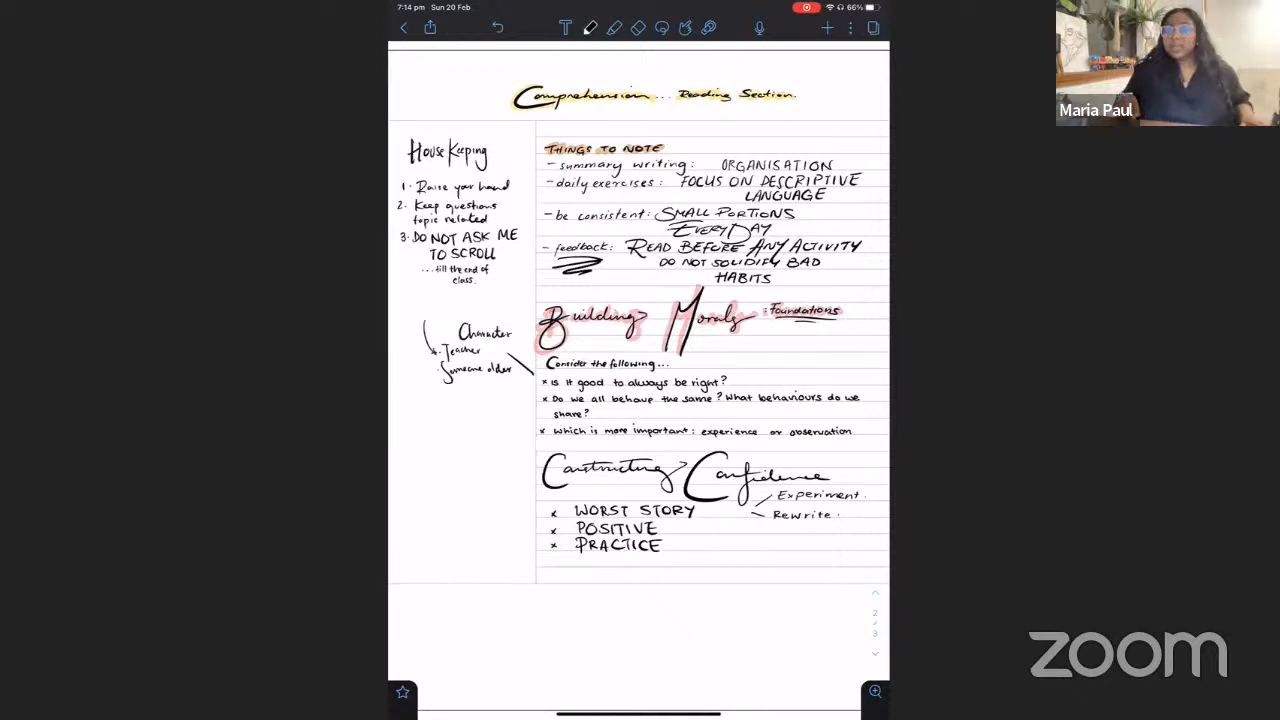 7:14 pm Sun 20 Feb
66%
Comprehension... Reading Section.
House Keeping
1. Raise your hand
2. Keep questions
topic related
3. DO NOT ASK ME
TO SCROLL
...till the end of
class.
Character
Teacher
Someone older
THINGS TO NOTE
- summary writing: ORGANISATION
- daily exercises: FOCUS ON DESCRIPTIVE
LANGUAGE
- be consistent: SMALL PORTIONS
EVERY DAY
- feedback: READ BEFORE ANY ACTIVITY
DO NOT SOLIDIFY BAD
HABITS
Building Morals: Foundations
Consider the following...
x Is it good to always be right?
x Do we all behave the same? What behaviours do we
share?
x Which is more important: experience or observation
Constructing Confidence
Experiment.
Rewrite.
x WORST STORY
x POSITIVE
x PRACTICE
2
/
3
Maria Paul
zoom